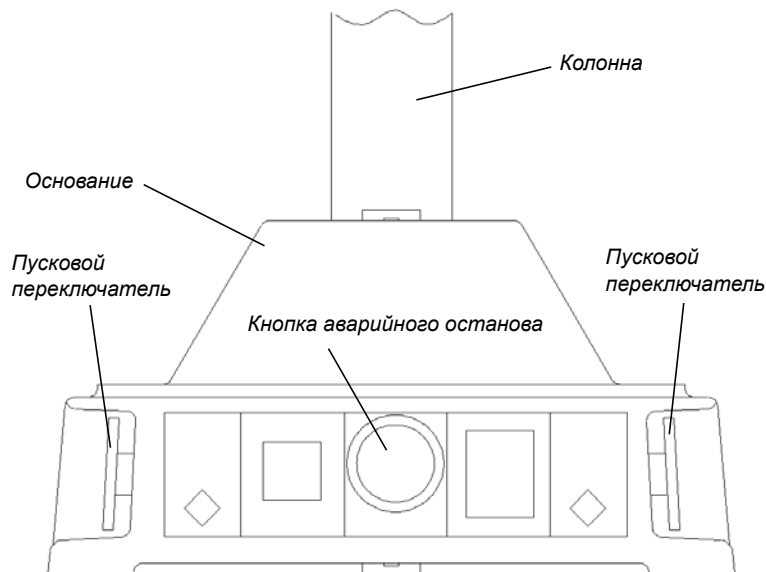 Колонна
Основание
Пусковой
переключатель
Пусковой
переключатель
Кнопка аварийного останова